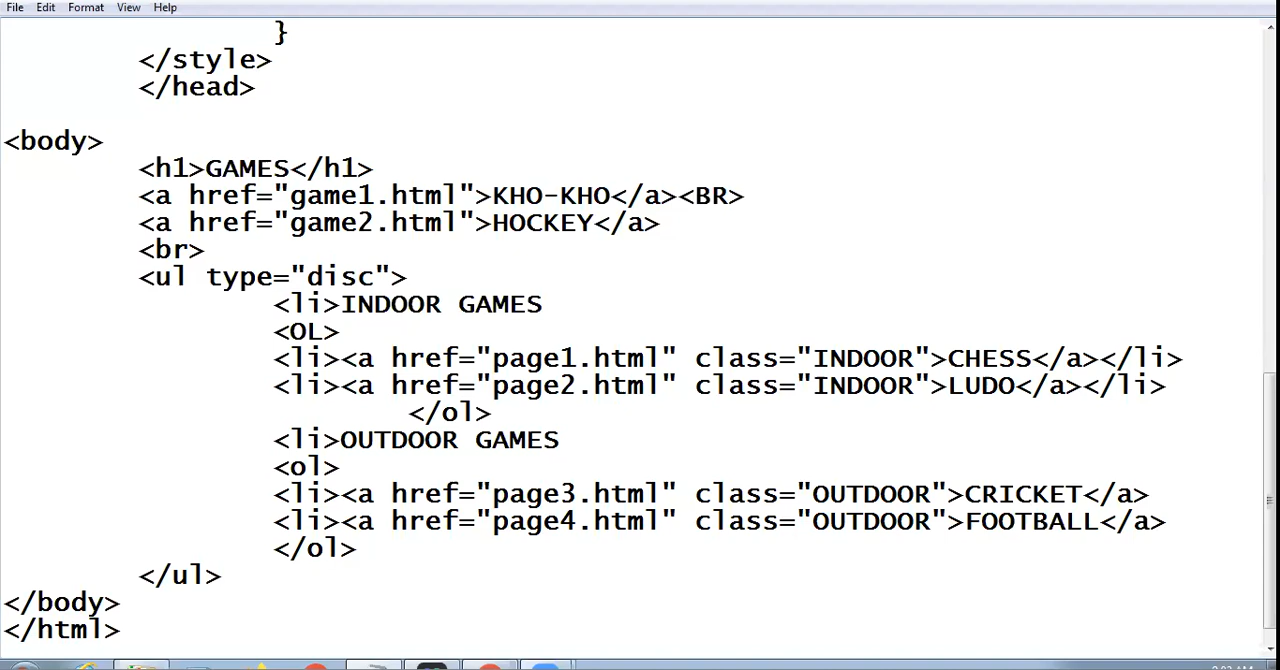 File Edit Format View Help
}
</style>
</head>
<body>
<h1>GAMES</h1>
<a href="game1.html">KHO-KHO</a><BR>
<a href="game2.html">HOCKEY</a>
<br>
<ul type="disc">
<li>INDOOR GAMES
<OL>
<li><a href="page1.html" class="INDOOR">CHESS</a></li>
<li><a href="page2.html" class="INDOOR">LUDO</a></li>
</ol>
<li>OUTDOOR GAMES
<ol>
<li><a href="page3.html" class="OUTDOOR">CRICKET</a>
<li><a href="page4.html" class="OUTDOOR">FOOTBALL</a>
</ol>
</ul>
</body>
</html>